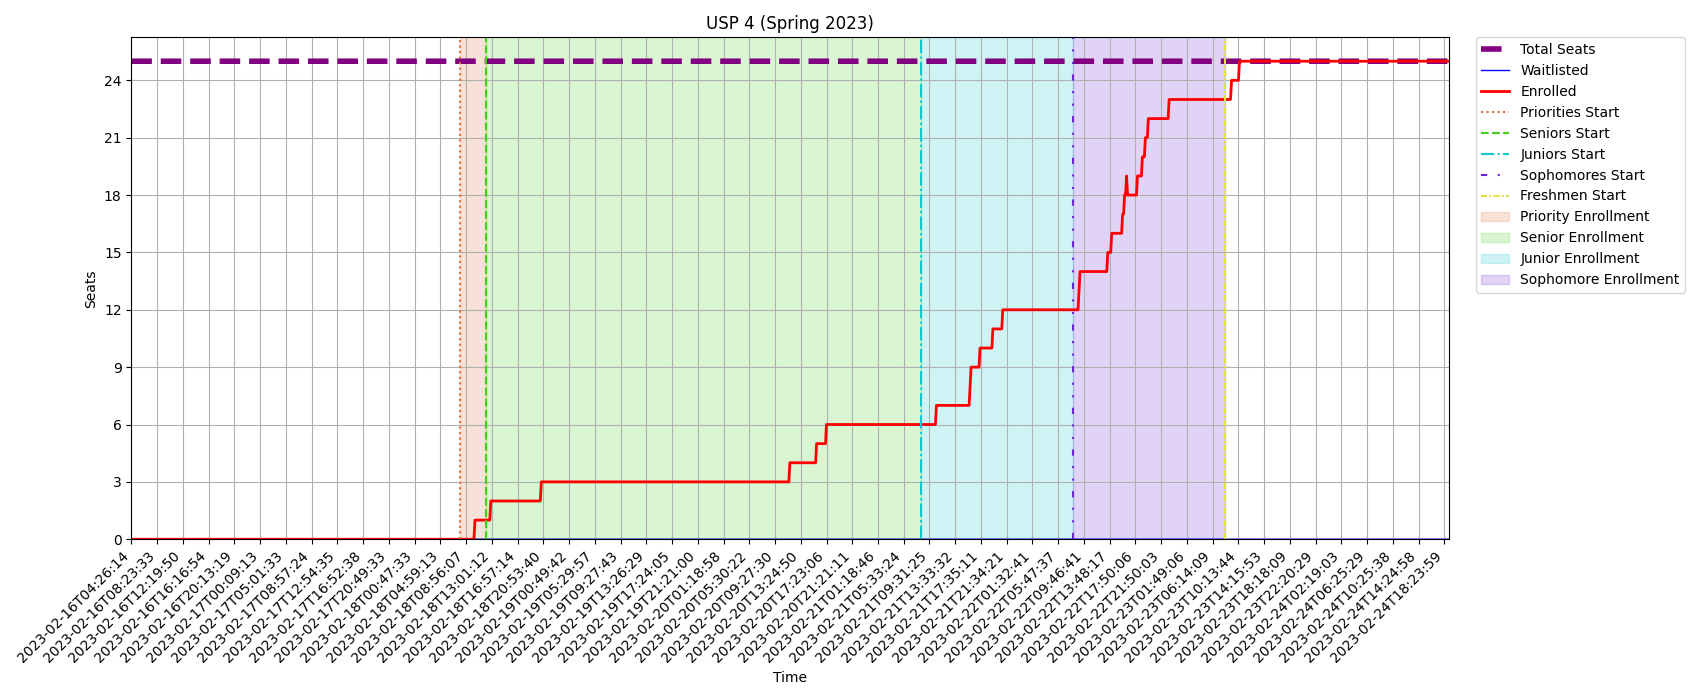 USP 4 (Spring 2023)
Total Seats
Waitlisted
Enrolled
Priorities Start
Seniors Start
Juniors Start
Sophomores Start
Freshmen Start
Priority Enrollment
Senior Enrollment
Junior Enrollment
Sophomore Enrollment
Seats
24
21
18
15
12
9
6
3
0
2023-02-16T04:26:14
2023-02-16T08:23:33
2023-02-16T12:19:50
2023-02-16T16:16:54
2023-02-16T20:13:19
2023-02-17T00:09:13
2023-02-17T05:01:33
2023-02-17T08:57:24
2023-02-17T12:54:35
2023-02-17T16:52:38
2023-02-17T20:49:33
2023-02-18T00:47:33
2023-02-18T04:59:13
2023-02-18T08:56:07
2023-02-18T13:01:12
2023-02-18T16:57:14
2023-02-18T20:53:40
2023-02-19T00:49:42
2023-02-19T05:29:57
2023-02-19T09:27:43
2023-02-19T13:26:29
2023-02-19T17:24:05
2023-02-19T21:21:00
2023-02-20T01:18:58
2023-02-20T05:30:22
2023-02-20T09:27:30
2023-02-20T13:24:50
2023-02-20T17:23:06
2023-02-20T21:21:11
2023-02-21T01:18:46
2023-02-21T05:33:24
2023-02-21T09:31:25
2023-02-21T13:33:32
2023-02-21T17:35:11
2023-02-21T21:34:21
2023-02-22T01:32:41
2023-02-22T05:47:37
2023-02-22T09:46:41
2023-02-22T13:48:17
2023-02-22T17:50:06
2023-02-22T21:50:03
2023-02-23T01:49:06
2023-02-23T06:14:09
2023-02-23T10:13:44
2023-02-23T14:15:53
2023-02-23T18:18:09
2023-02-23T22:20:29
2023-02-24T02:19:03
2023-02-24T06:25:29
2023-02-24T10:25:38
2023-02-24T14:24:58
2023-02-24T18:23:59
Time